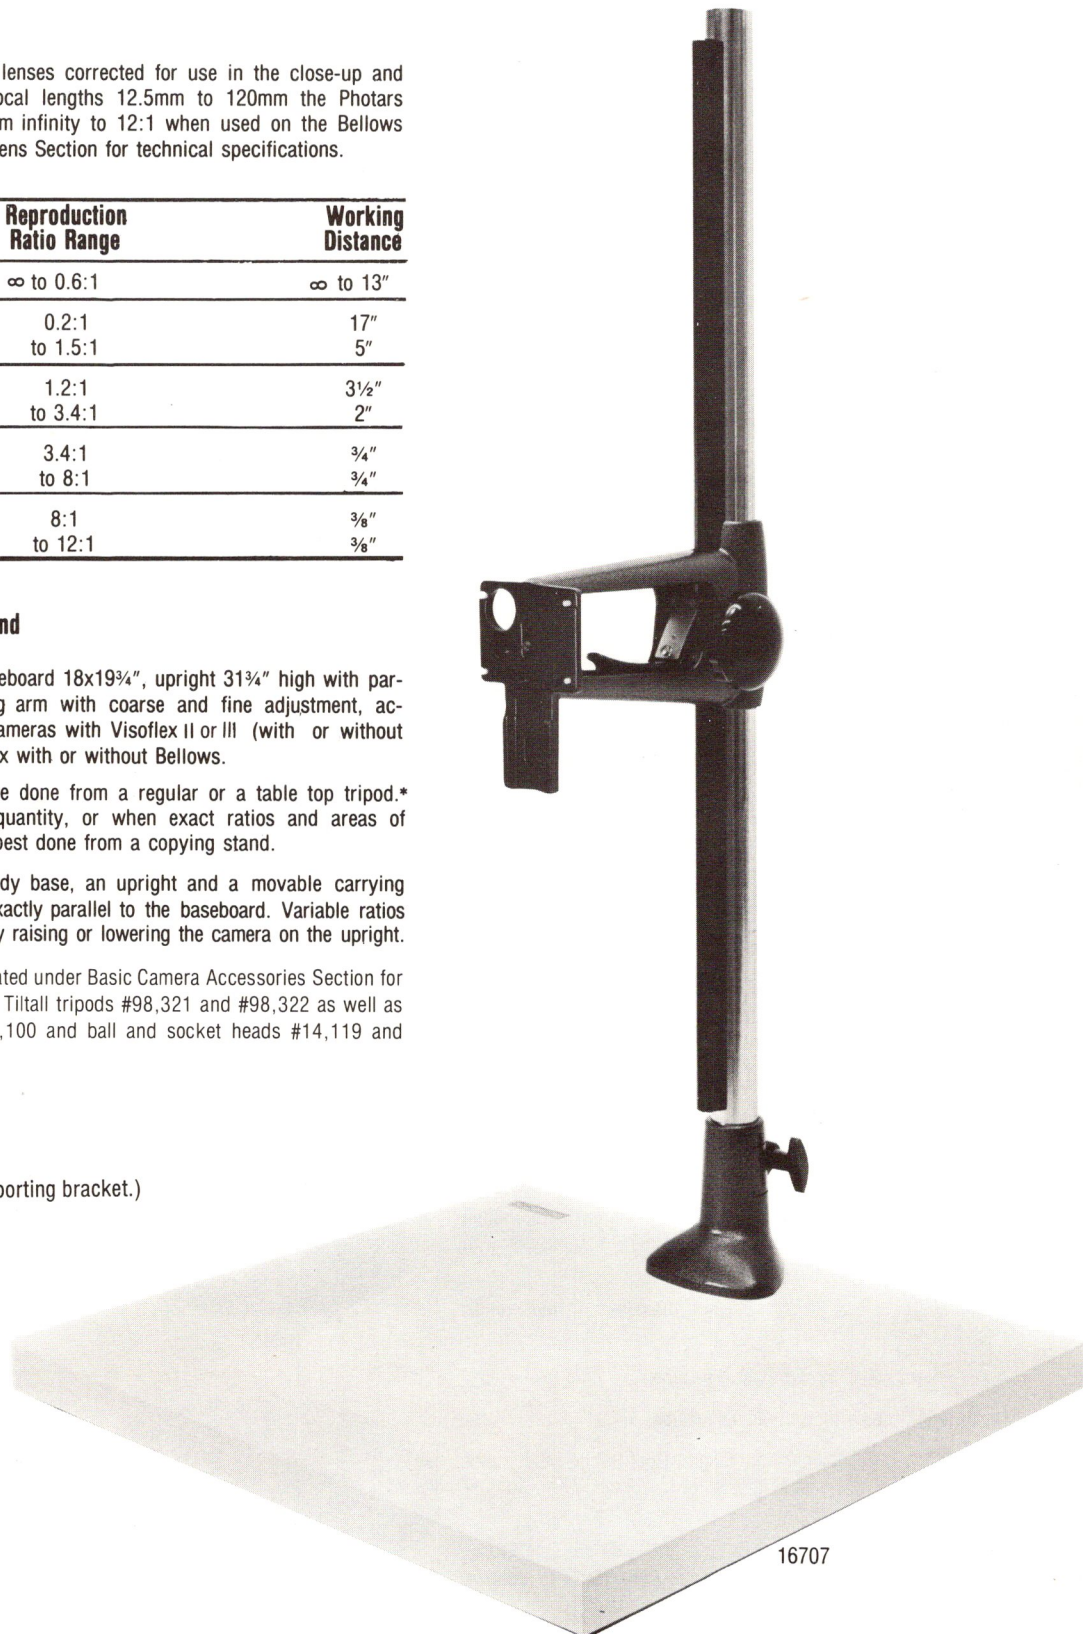 lenses corrected for use in the close-up and
ocal lengths 12.5mm to 120mm the Photars
m infinity to 12:1 when used on the Bellows
ens Section for technical specifications.
Reproduction Working
Ratio Range Distance
∞ to 0.6:1 ∞ to 13″
0.2:1 17″
to 1.5:1 5″
1.2:1 3½″
to 3.4:1 2″
3.4:1 ¾″
to 8:1 ¾″
8:1 ⅜″
to 12:1 ⅜″
nd
eboard 18x19¾″, upright 31¾″ high with par-
g arm with coarse and fine adjustment, ac-
ameras with Visoflex II or III (with or without
x with or without Bellows.
e done from a regular or a table top tripod.*
quantity, or when exact ratios and areas of
best done from a copying stand.
dy base, an upright and a movable carrying
xactly parallel to the baseboard. Variable ratios
y raising or lowering the camera on the upright.
ated under Basic Camera Accessories Section for
Tiltall tripods #98,321 and #98,322 as well as
,100 and ball and socket heads #14,119 and
porting bracket.)
16707